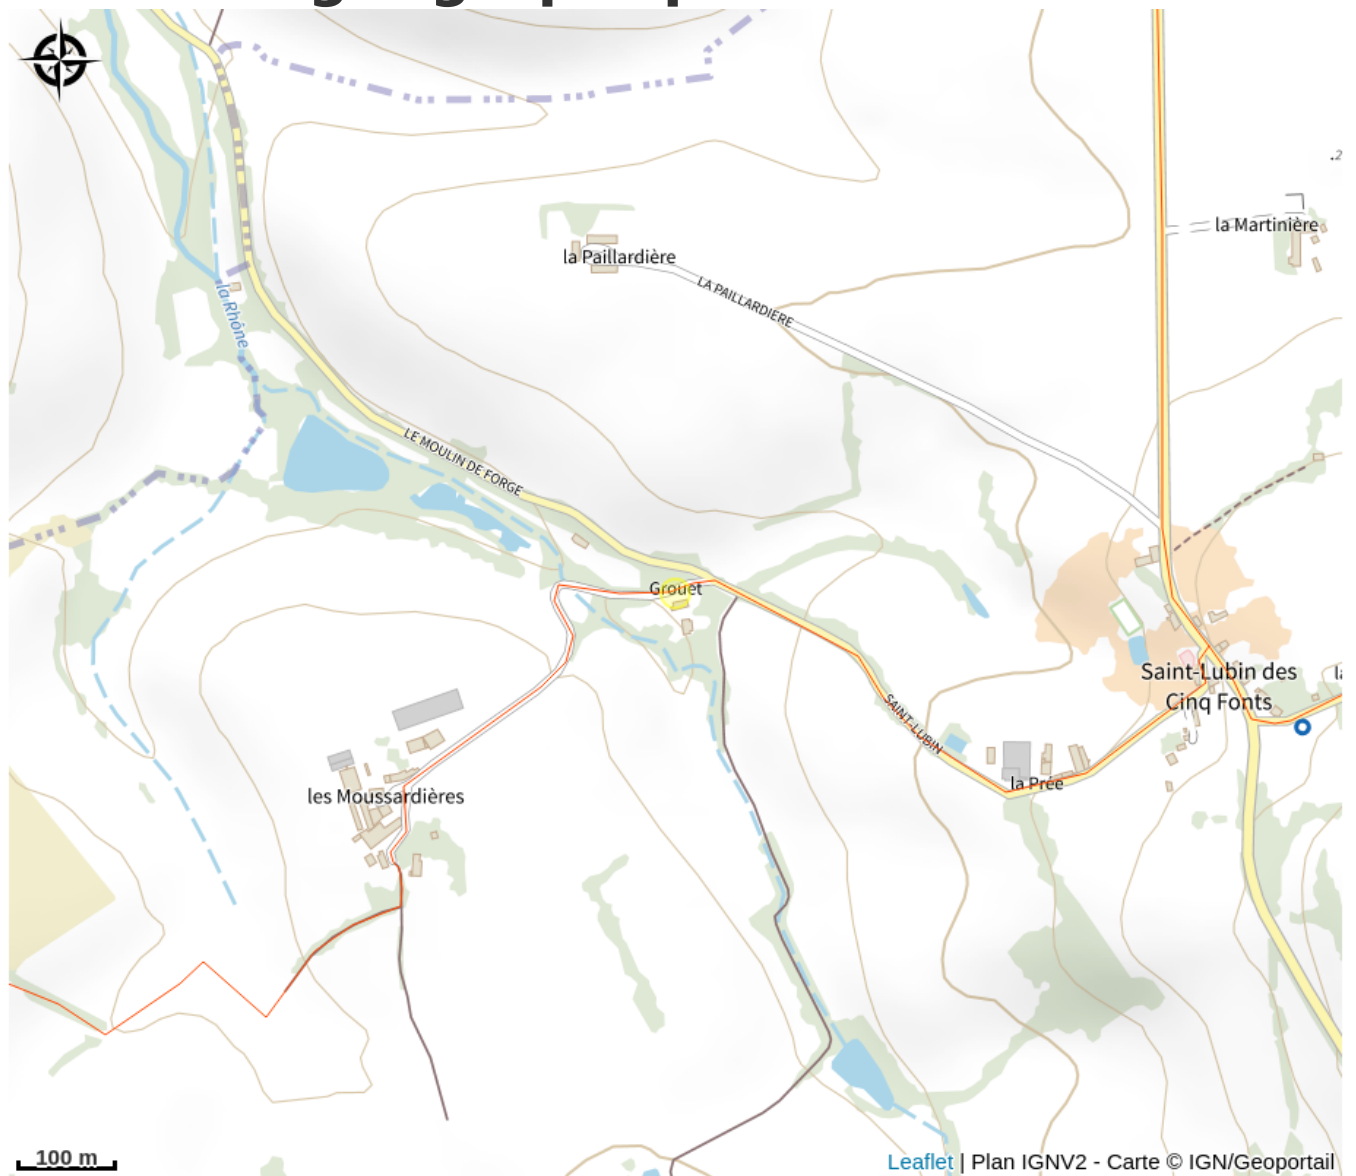 la Martinière
la Paillardière
LA PAILLARDIERE
la Rhône
LE MOULIN DE FORGE
Grouet
Saint-Lubin des
Cinq Fonts
SAINT-LUBIN
la Prée
les Moussardières
100 m
Leaflet | Plan IGNV2 - Carte © IGN/Geoportail